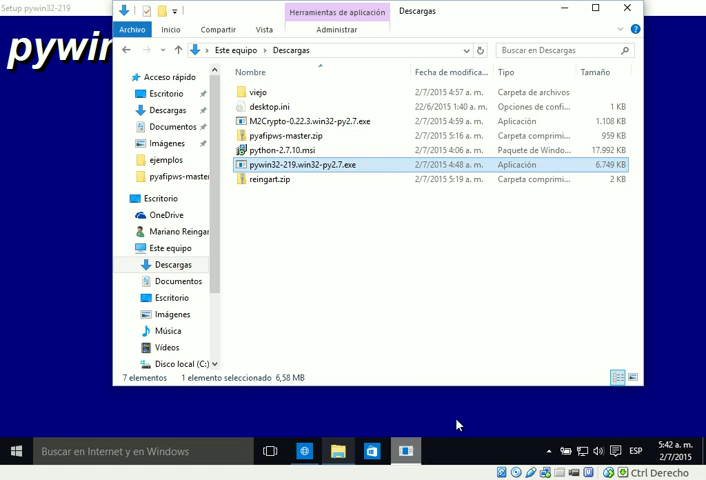 Setup pywin32-219
Herramientas de aplicación
Descargas
Archivo
Inicio
Compartir
Vista
Administrar
Este equipo
Descargas
Buscar en Descargas
Nombre
Fecha de modifica...
Tipo
Tamaño
pywin
Acceso rápido
Escritorio
Descargas
Documentos
Imágenes
ejemplos
pyafipws-master
Escritorio
OneDrive
Mariano Reingar
Este equipo
Descargas
Documentos
Escritorio
Imágenes
Música
Vídeos
Disco local (C:)
viejo 2/7/2015 4:57 a. m. Carpeta de archivos
desktop.ini 22/6/2015 1:40 a. m. Opciones de confi... 1 KB
M2Crypto-0.22.3.win32-py2.7.exe 2/7/2015 4:59 a. m. Aplicación 1.108 KB
pyafipws-master.zip 2/7/2015 5:16 a. m. Carpeta comprimi... 959 KB
python-2.7.10.msi 2/7/2015 4:06 a. m. Paquete de Windo... 17.992 KB
pywin32-219.win32-py2.7.exe 2/7/2015 4:48 a. m. Aplicación 6.749 KB
reingart.zip 2/7/2015 5:19 a. m. Carpeta comprimi... 2 KB
7 elementos
1 elemento seleccionado 6,58 MB
Buscar en Internet y en Windows
ESP
5:42 a. m.
2/7/2015
Ctrl Derecho